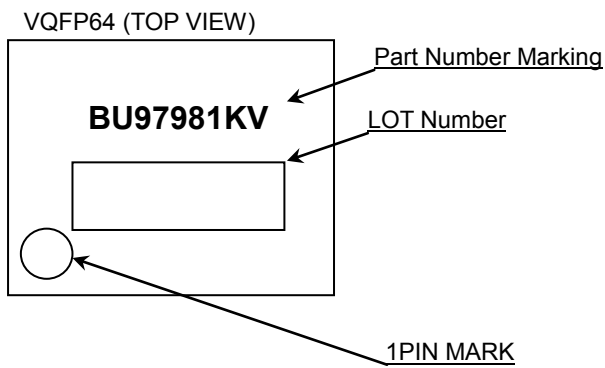 VQFP64 (TOP VIEW)
Part Number Marking
BU97981KV
LOT Number
1PIN MARK